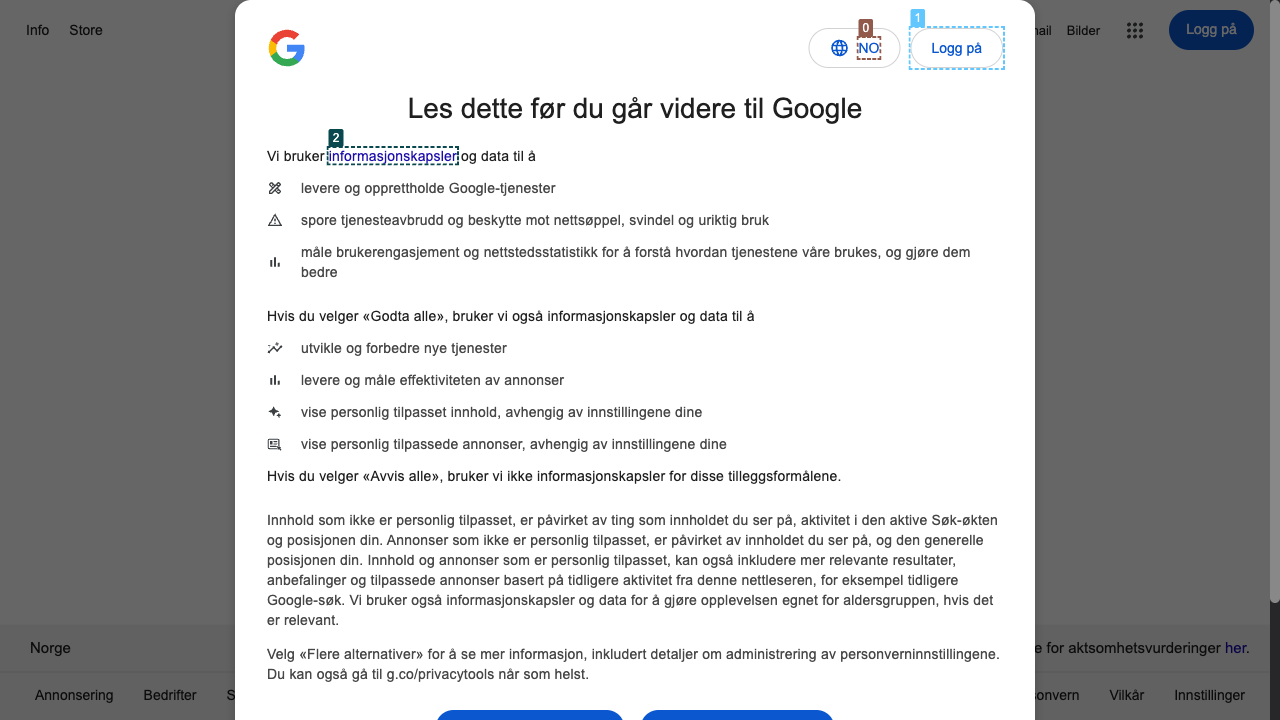 Info Store
Bilder
Logg på
0
1
NO
Logg på
Les dette før du går videre til Google
2
Vi bruker informasjonskapsler og data til å
levere og opprettholde Google-tjenester
spore tjenesteavbrudd og beskytte mot nettsøppel, svindel og uriktig bruk
måle brukerengasjement og nettstedsstatistikk for å forstå hvordan tjenestene våre brukes, og gjøre dem
bedre
Hvis du velger «Godta alle», bruker vi også informasjonskapsler og data til å
utvikle og forbedre nye tjenester
levere og måle effektiviteten av annonser
vise personlig tilpasset innhold, avhengig av innstillingene dine
vise personlig tilpassede annonser, avhengig av innstillingene dine
Hvis du velger «Avvis alle», bruker vi ikke informasjonskapsler for disse tilleggsformålene.
Innhold som ikke er personlig tilpasset, er påvirket av ting som innholdet du ser på, aktivitet i den aktive Søk-økten
og posisjonen din. Annonser som ikke er personlig tilpasset, er påvirket av innholdet du ser på, og den generelle
posisjonen din. Innhold og annonser som er personlig tilpasset, kan også inkludere mer relevante resultater,
anbefalinger og tilpassede annonser basert på tidligere aktivitet fra denne nettleseren, for eksempel tidligere
Google-søk. Vi bruker også informasjonskapsler og data for å gjøre opplevelsen egnet for aldersgruppen, hvis det
er relevant.
Velg «Flere alternativer» for å se mer informasjon, inkludert detaljer om administrering av personverninnstillingene.
Du kan også gå til g.co/privacytools når som helst.
Norge
for aktsomhetsvurderinger her.
Annonsering Bedrifter
Vilkår Innstillinger